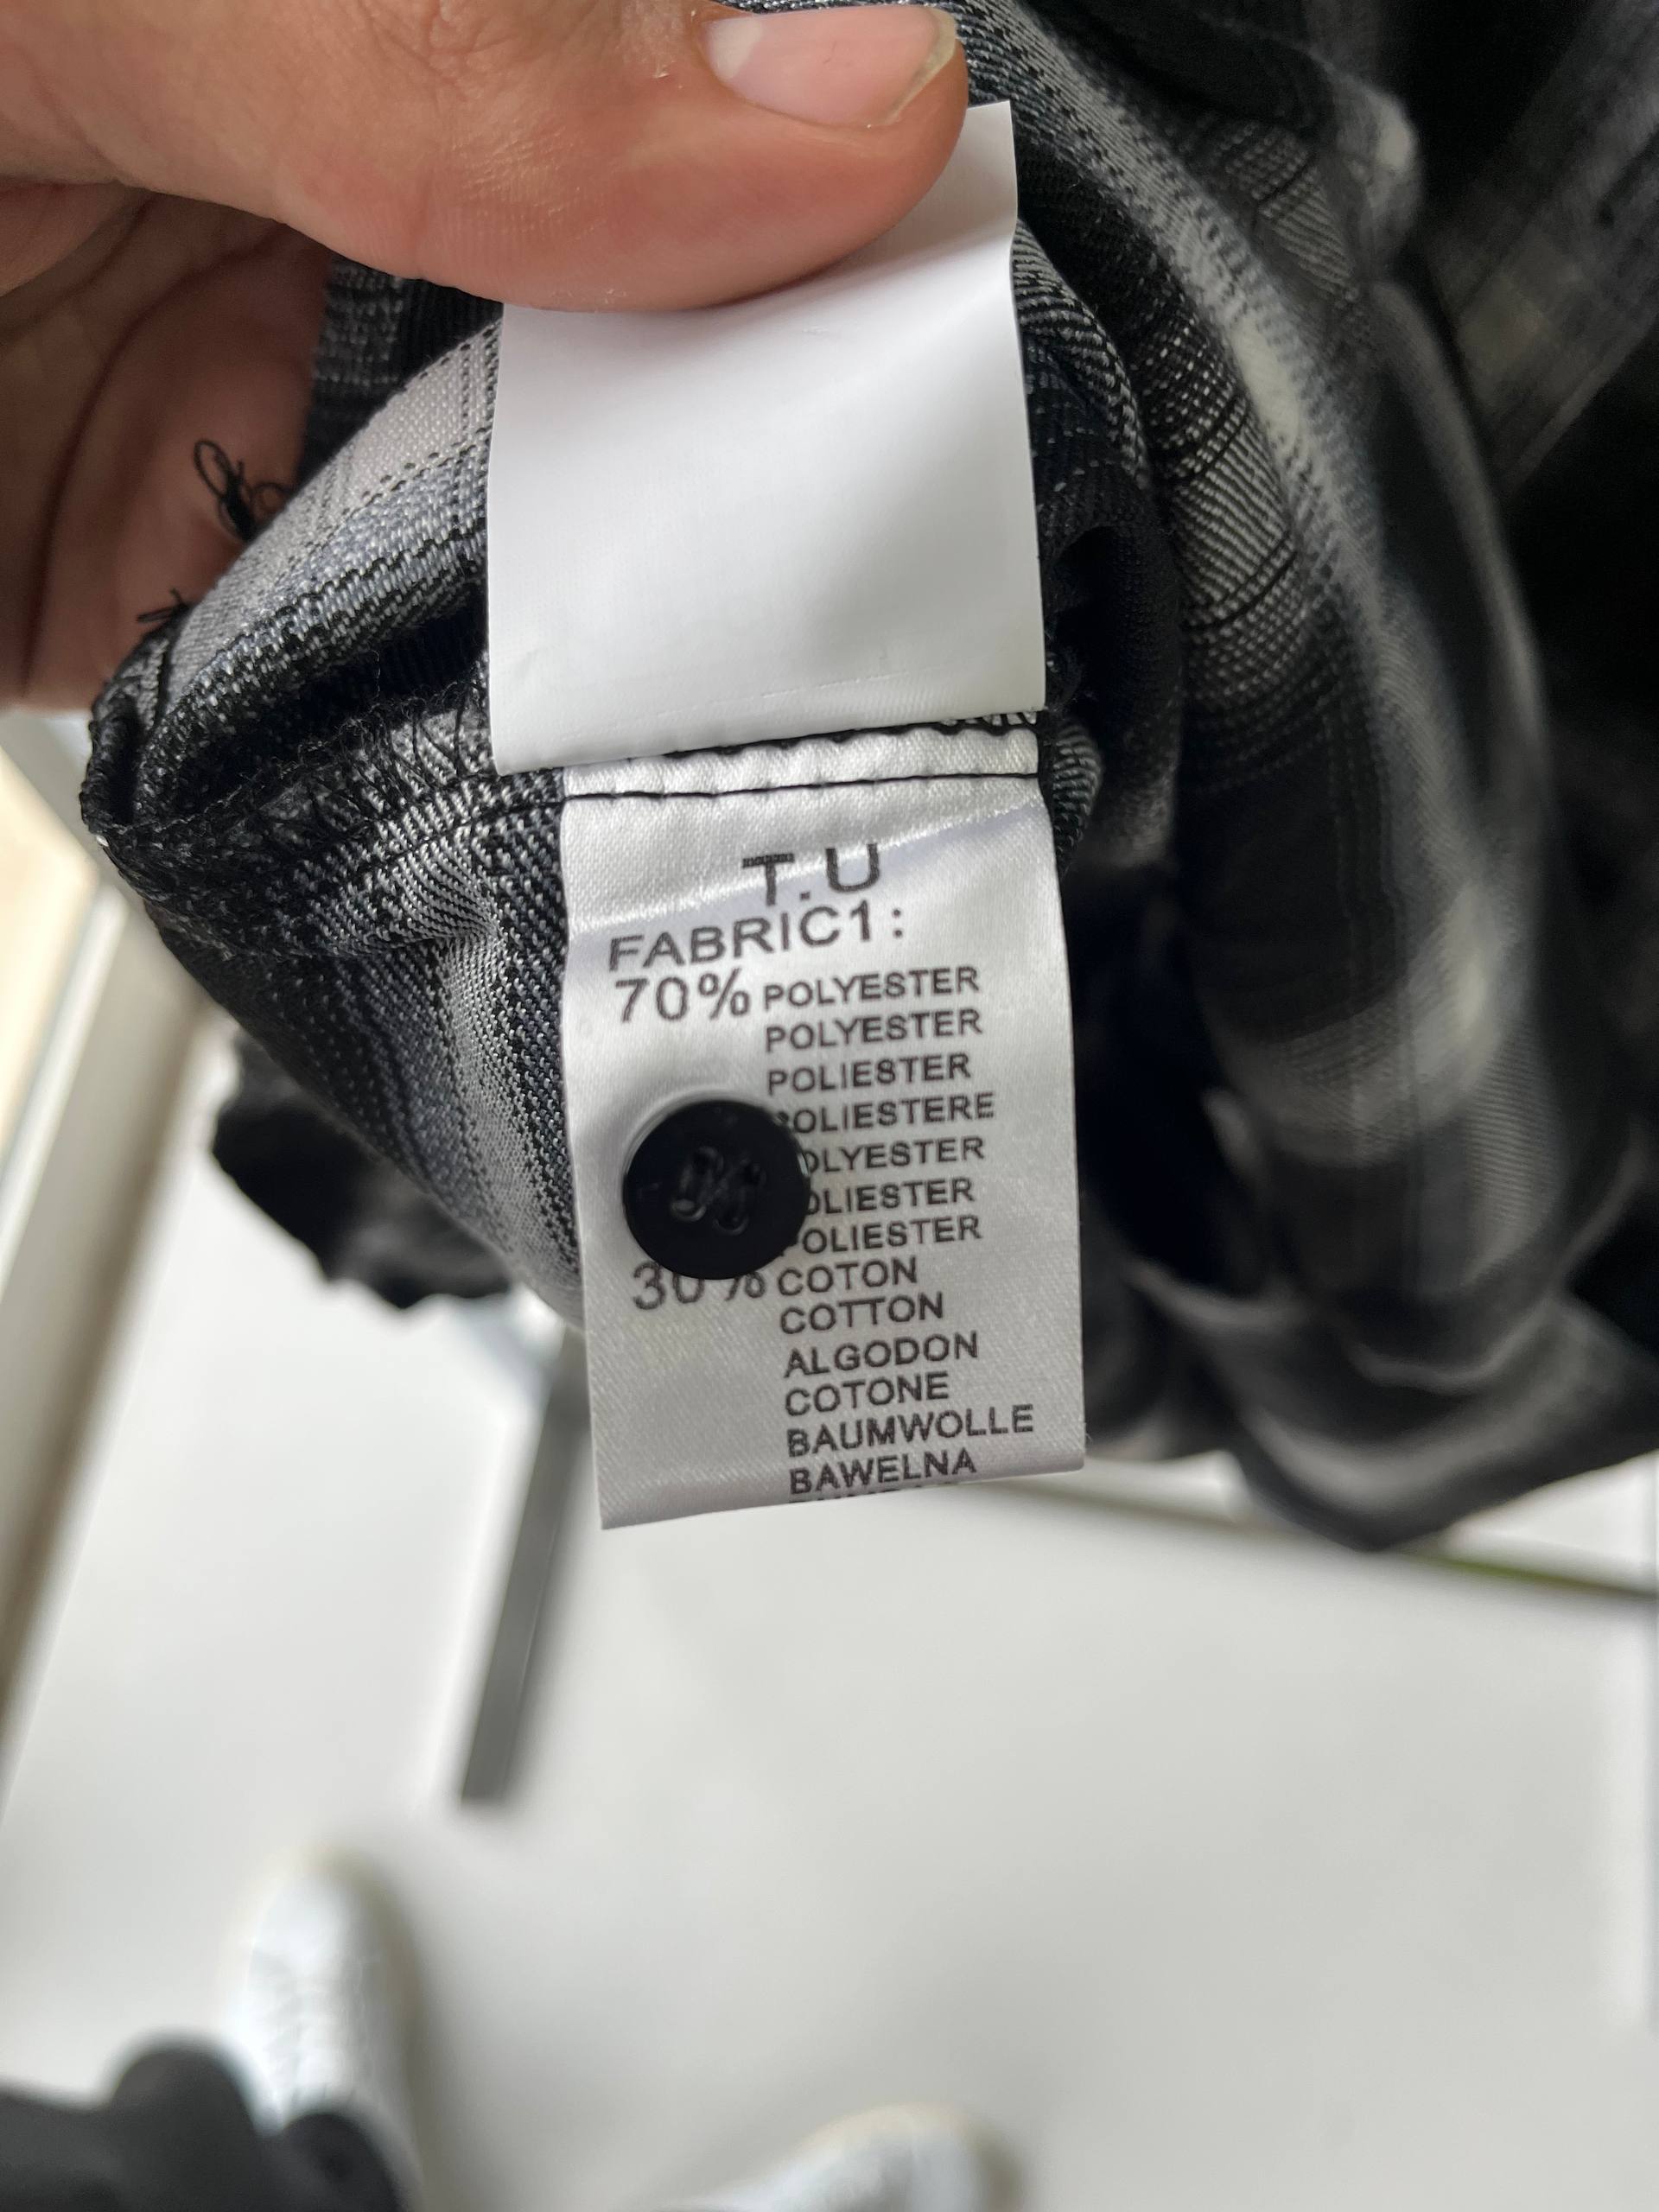 T.U
FABRIC1:
70% POLYESTER
POLYESTER
POLIESTER
POLIESTERE
POLYESTER
POLIESTER
POLIESTER
30% COTON
COTTON
ALGODON
COTONE
BAUMWOLLE
BAWELNA